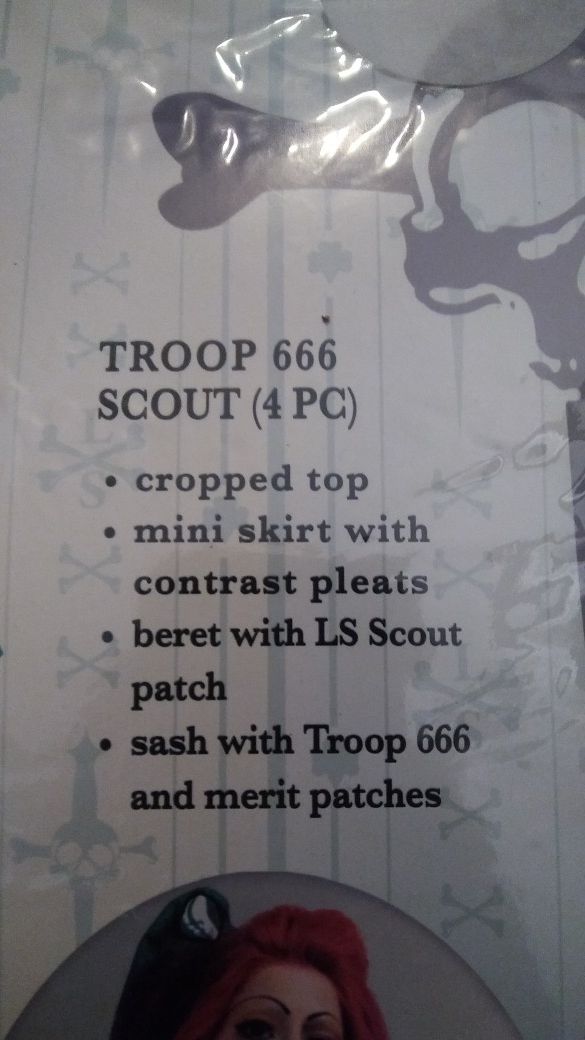 TROOP 666
SCOUT (4 PC)
• cropped top
• mini skirt with
contrast pleats
• beret with LS Scout
patch
• sash with Troop 666
and merit patches